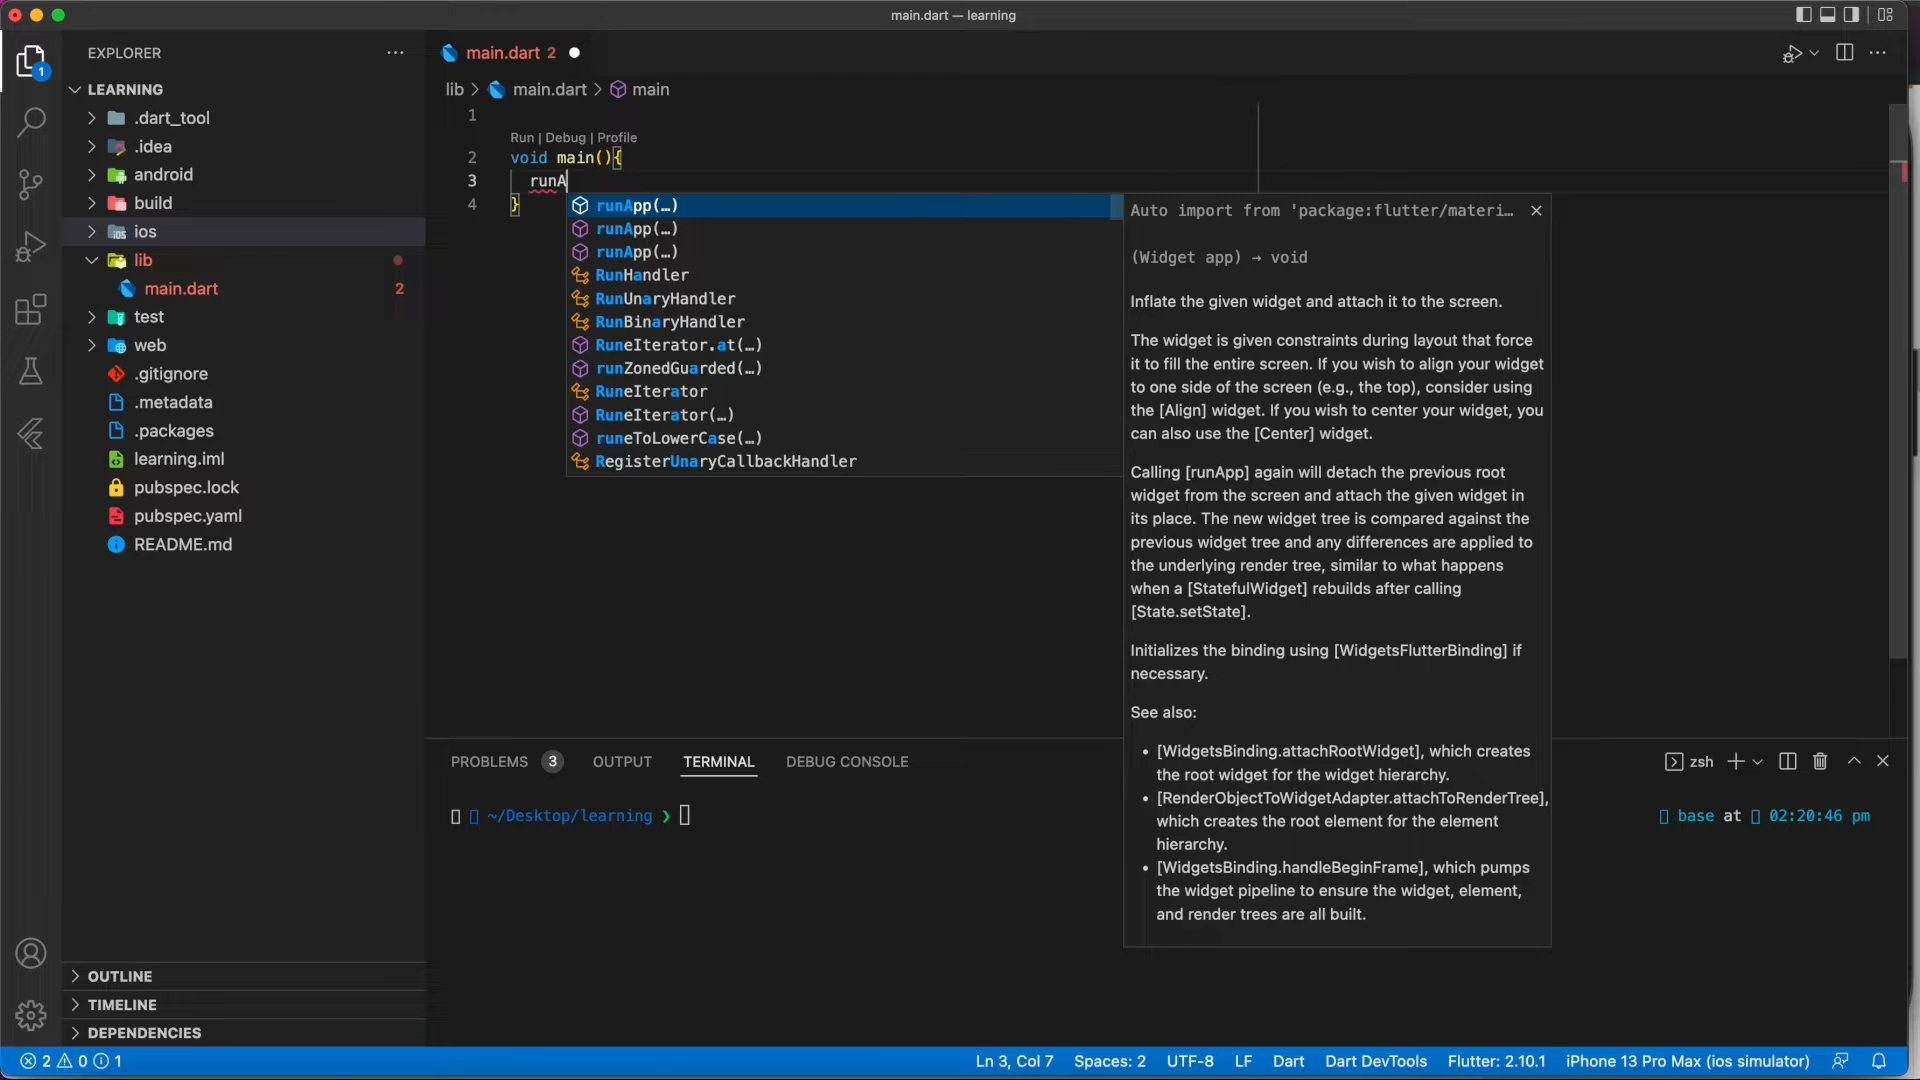 main.dart — learning
EXPLORER
LEARNING
.dart_tool
.idea
android
build
ios
lib
main.dart 2
test
web
.gitignore
.metadata
.packages
learning.iml
pubspec.lock
pubspec.yaml
README.md
OUTLINE
TIMELINE
DEPENDENCIES
1
main.dart 2
lib > main.dart > main
1
Run | Debug | Profile
2 void main(){
3 runA
4 }
runApp(…)
runApp(…)
runApp(…)
RunHandler
RunUnaryHandler
RunBinaryHandler
RuneIterator.at(…)
runZonedGuarded(…)
RuneIterator
RuneIterator(…)
runeToLowerCase(…)
RegisterUnaryCallbackHandler
Auto import from 'package:flutter/materi…
(Widget app) → void
Inflate the given widget and attach it to the screen.
The widget is given constraints during layout that force
it to fill the entire screen. If you wish to align your widget
to one side of the screen (e.g., the top), consider using
the [Align] widget. If you wish to center your widget, you
can also use the [Center] widget.
Calling [runApp] again will detach the previous root
widget from the screen and attach the given widget in
its place. The new widget tree is compared against the
previous widget tree and any differences are applied to
the underlying render tree, similar to what happens
when a [StatefulWidget] rebuilds after calling
[State.setState].
Initializes the binding using [WidgetsFlutterBinding] if
necessary.
See also:
• [WidgetsBinding.attachRootWidget], which creates
the root widget for the widget hierarchy.
• [RenderObjectToWidgetAdapter.attachToRenderTree],
which creates the root element for the element
hierarchy.
• [WidgetsBinding.handleBeginFrame], which pumps
the widget pipeline to ensure the widget, element,
and render trees are all built.
PROBLEMS 3 OUTPUT TERMINAL DEBUG CONSOLE
zsh
~/Desktop/learning ❯
base at 02:20:46 pm
2 0 1
Ln 3, Col 7 Spaces: 2 UTF-8 LF Dart Dart DevTools Flutter: 2.10.1 iPhone 13 Pro Max (ios simulator)